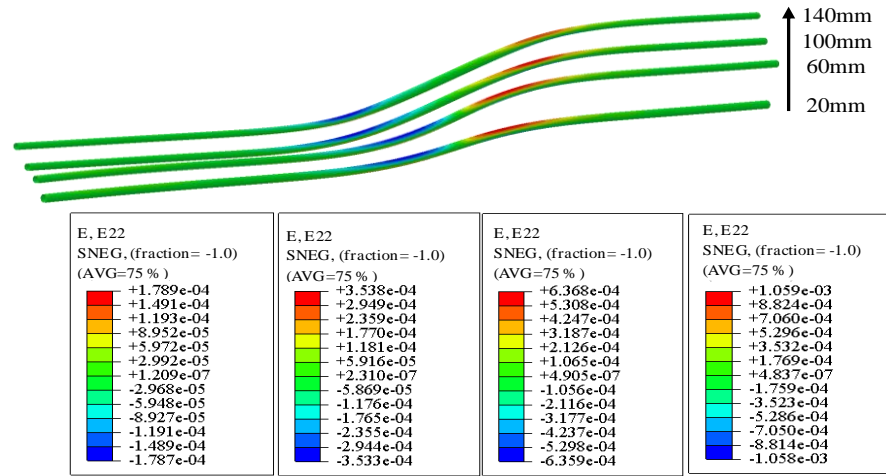 140mm
100mm
60mm
20mm
E, E22
SNEG, (fraction= -1.0)
(AVG=75 %)
+1.789e-04
+1.491e-04
+1.193e-04
+8.952e-05
+5.972e-05
+2.992e-05
+1.209e-07
-2.968e-05
-5.948e-05
-8.927e-05
-1.191e-04
-1.489e-04
-1.787e-04
E, E22
SNEG, (fraction= -1.0)
(AVG=75 %)
+3.538e-04
+2.949e-04
+2.359e-04
+1.770e-04
+1.181e-04
+5.916e-05
+2.310e-07
-5.869e-05
-1.176e-04
-1.765e-04
-2.355e-04
-2.944e-04
-3.533e-04
E, E22
SNEG, (fraction= -1.0)
(AVG=75 %)
+6.368e-04
+5.308e-04
+4.247e-04
+3.187e-04
+2.126e-04
+1.065e-04
+4.905e-07
-1.056e-04
-2.116e-04
-3.177e-04
-4.237e-04
-5.298e-04
-6.359e-04
E, E22
SNEG, (fraction= -1.0)
(AVG=75 %)
+1.059e-03
+8.824e-04
+7.060e-04
+5.296e-04
+3.532e-04
+1.769e-04
+4.837e-07
-1.759e-04
-3.523e-04
-5.286e-04
-7.050e-04
-8.814e-04
-1.058e-03